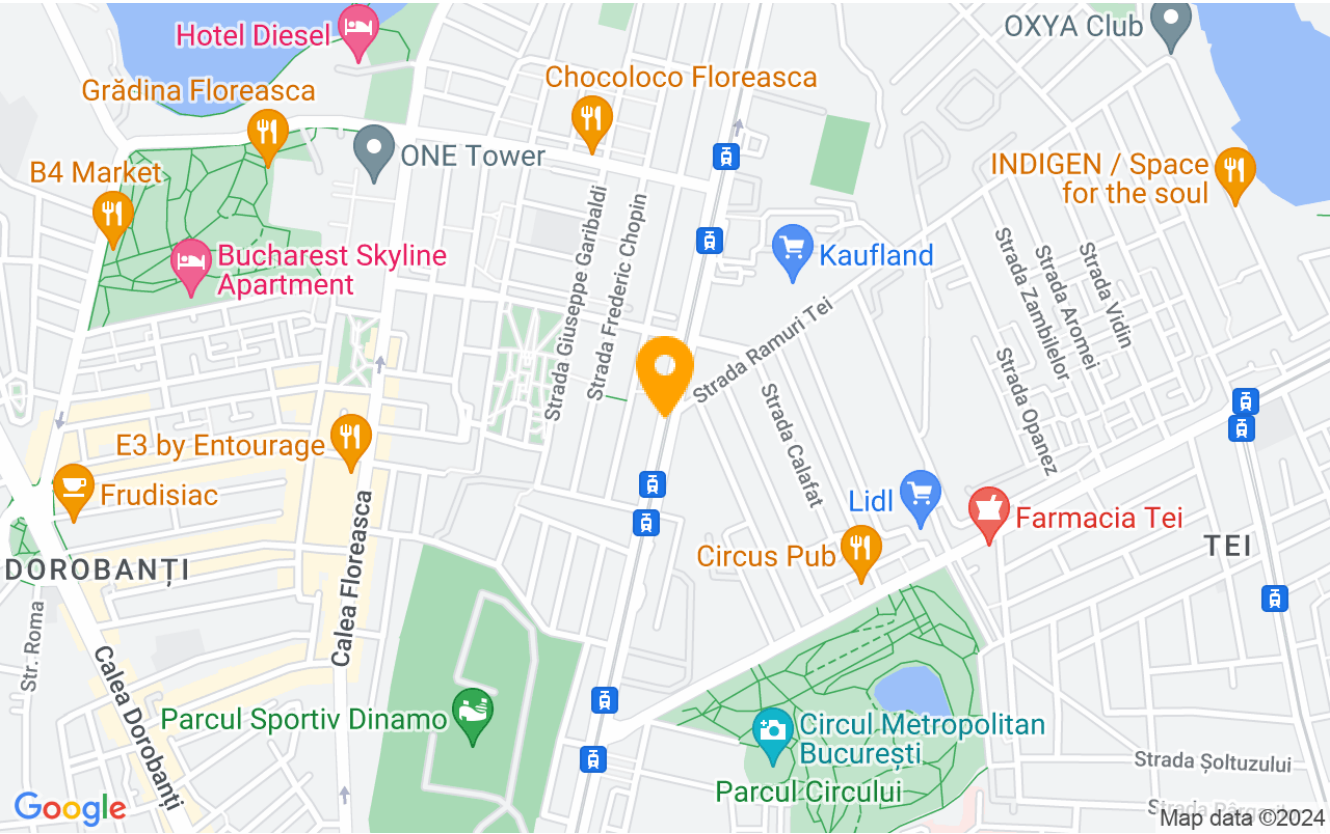 OXYA Club
Hotel Diesel
Chocoloco Floreasca
Grădina Floreasca
ONE Tower
B4 Market
INDIGEN / Space
for the soul
Bucharest Skyline
Apartment
Kaufland
Strada Giuseppe Garibaldi
Strada Frederic Chopin
Strada Ramuri Tei
Strada Zambilelor
Strada Aromei
Strada Vidin
Strada Opanez
Strada Calafat
E3 by Entourage
Frudisiac
Calea Floreasca
Lidl
Farmacia Tei
Circus Pub
TEI
DOROBANȚI
Str. Roma
Calea Dorobanți
Parcul Sportiv Dinamo
Circul Metropolitan
București
Parcul Circului
Strada Șoltuzului
Strada
Google
Map data ©2024